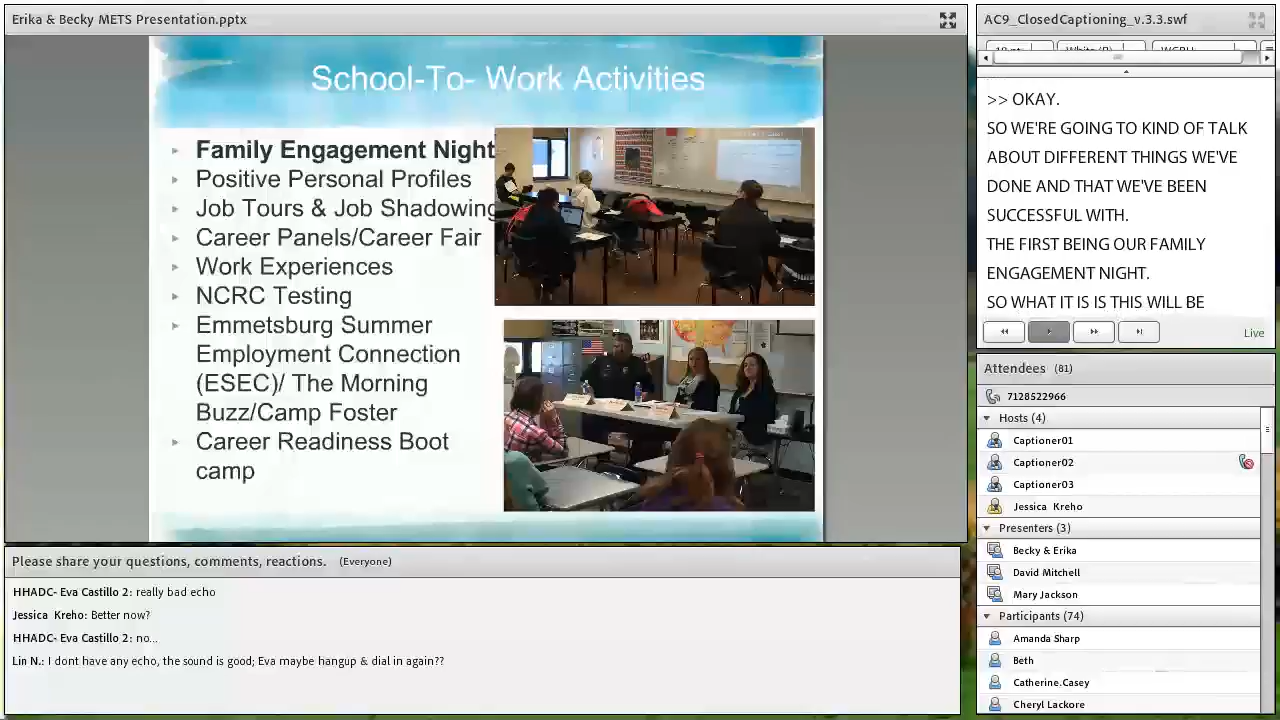 Erika & Becky METS Presentation.pptx
School-To- Work Activities
Family Engagement Night
Positive Personal Profiles
Job Tours & Job Shadowing
Career Panels/Career Fair
Work Experiences
NCRC Testing
Emmetsburg Summer
Employment Connection
(ESEC)/ The Morning
Buzz/Camp Foster
Career Readiness Boot
camp
Please share your questions, comments, reactions. (Everyone)
HHADC- Eva Castillo 2: really bad echo
Jessica Kreho: Better now?
HHADC- Eva Castillo 2: no...
Lin N.: I dont have any echo, the sound is good; Eva maybe hangup & dial in again??
AC9_ClosedCaptioning_v.3.3.swf
>> OKAY.
SO WE'RE GOING TO KIND OF TALK
ABOUT DIFFERENT THINGS WE'VE
DONE AND THAT WE'VE BEEN
SUCCESSFUL WITH.
THE FIRST BEING OUR FAMILY
ENGAGEMENT NIGHT.
SO WHAT IT IS IS THIS WILL BE
Live
Attendees (81)
7128522966
Hosts (4)
Captioner01
Captioner02
Captioner03
Jessica Kreho
Presenters (3)
Becky & Erika
David Mitchell
Mary Jackson
Participants (74)
Amanda Sharp
Beth
Catherine.Casey
Cheryl Lackore